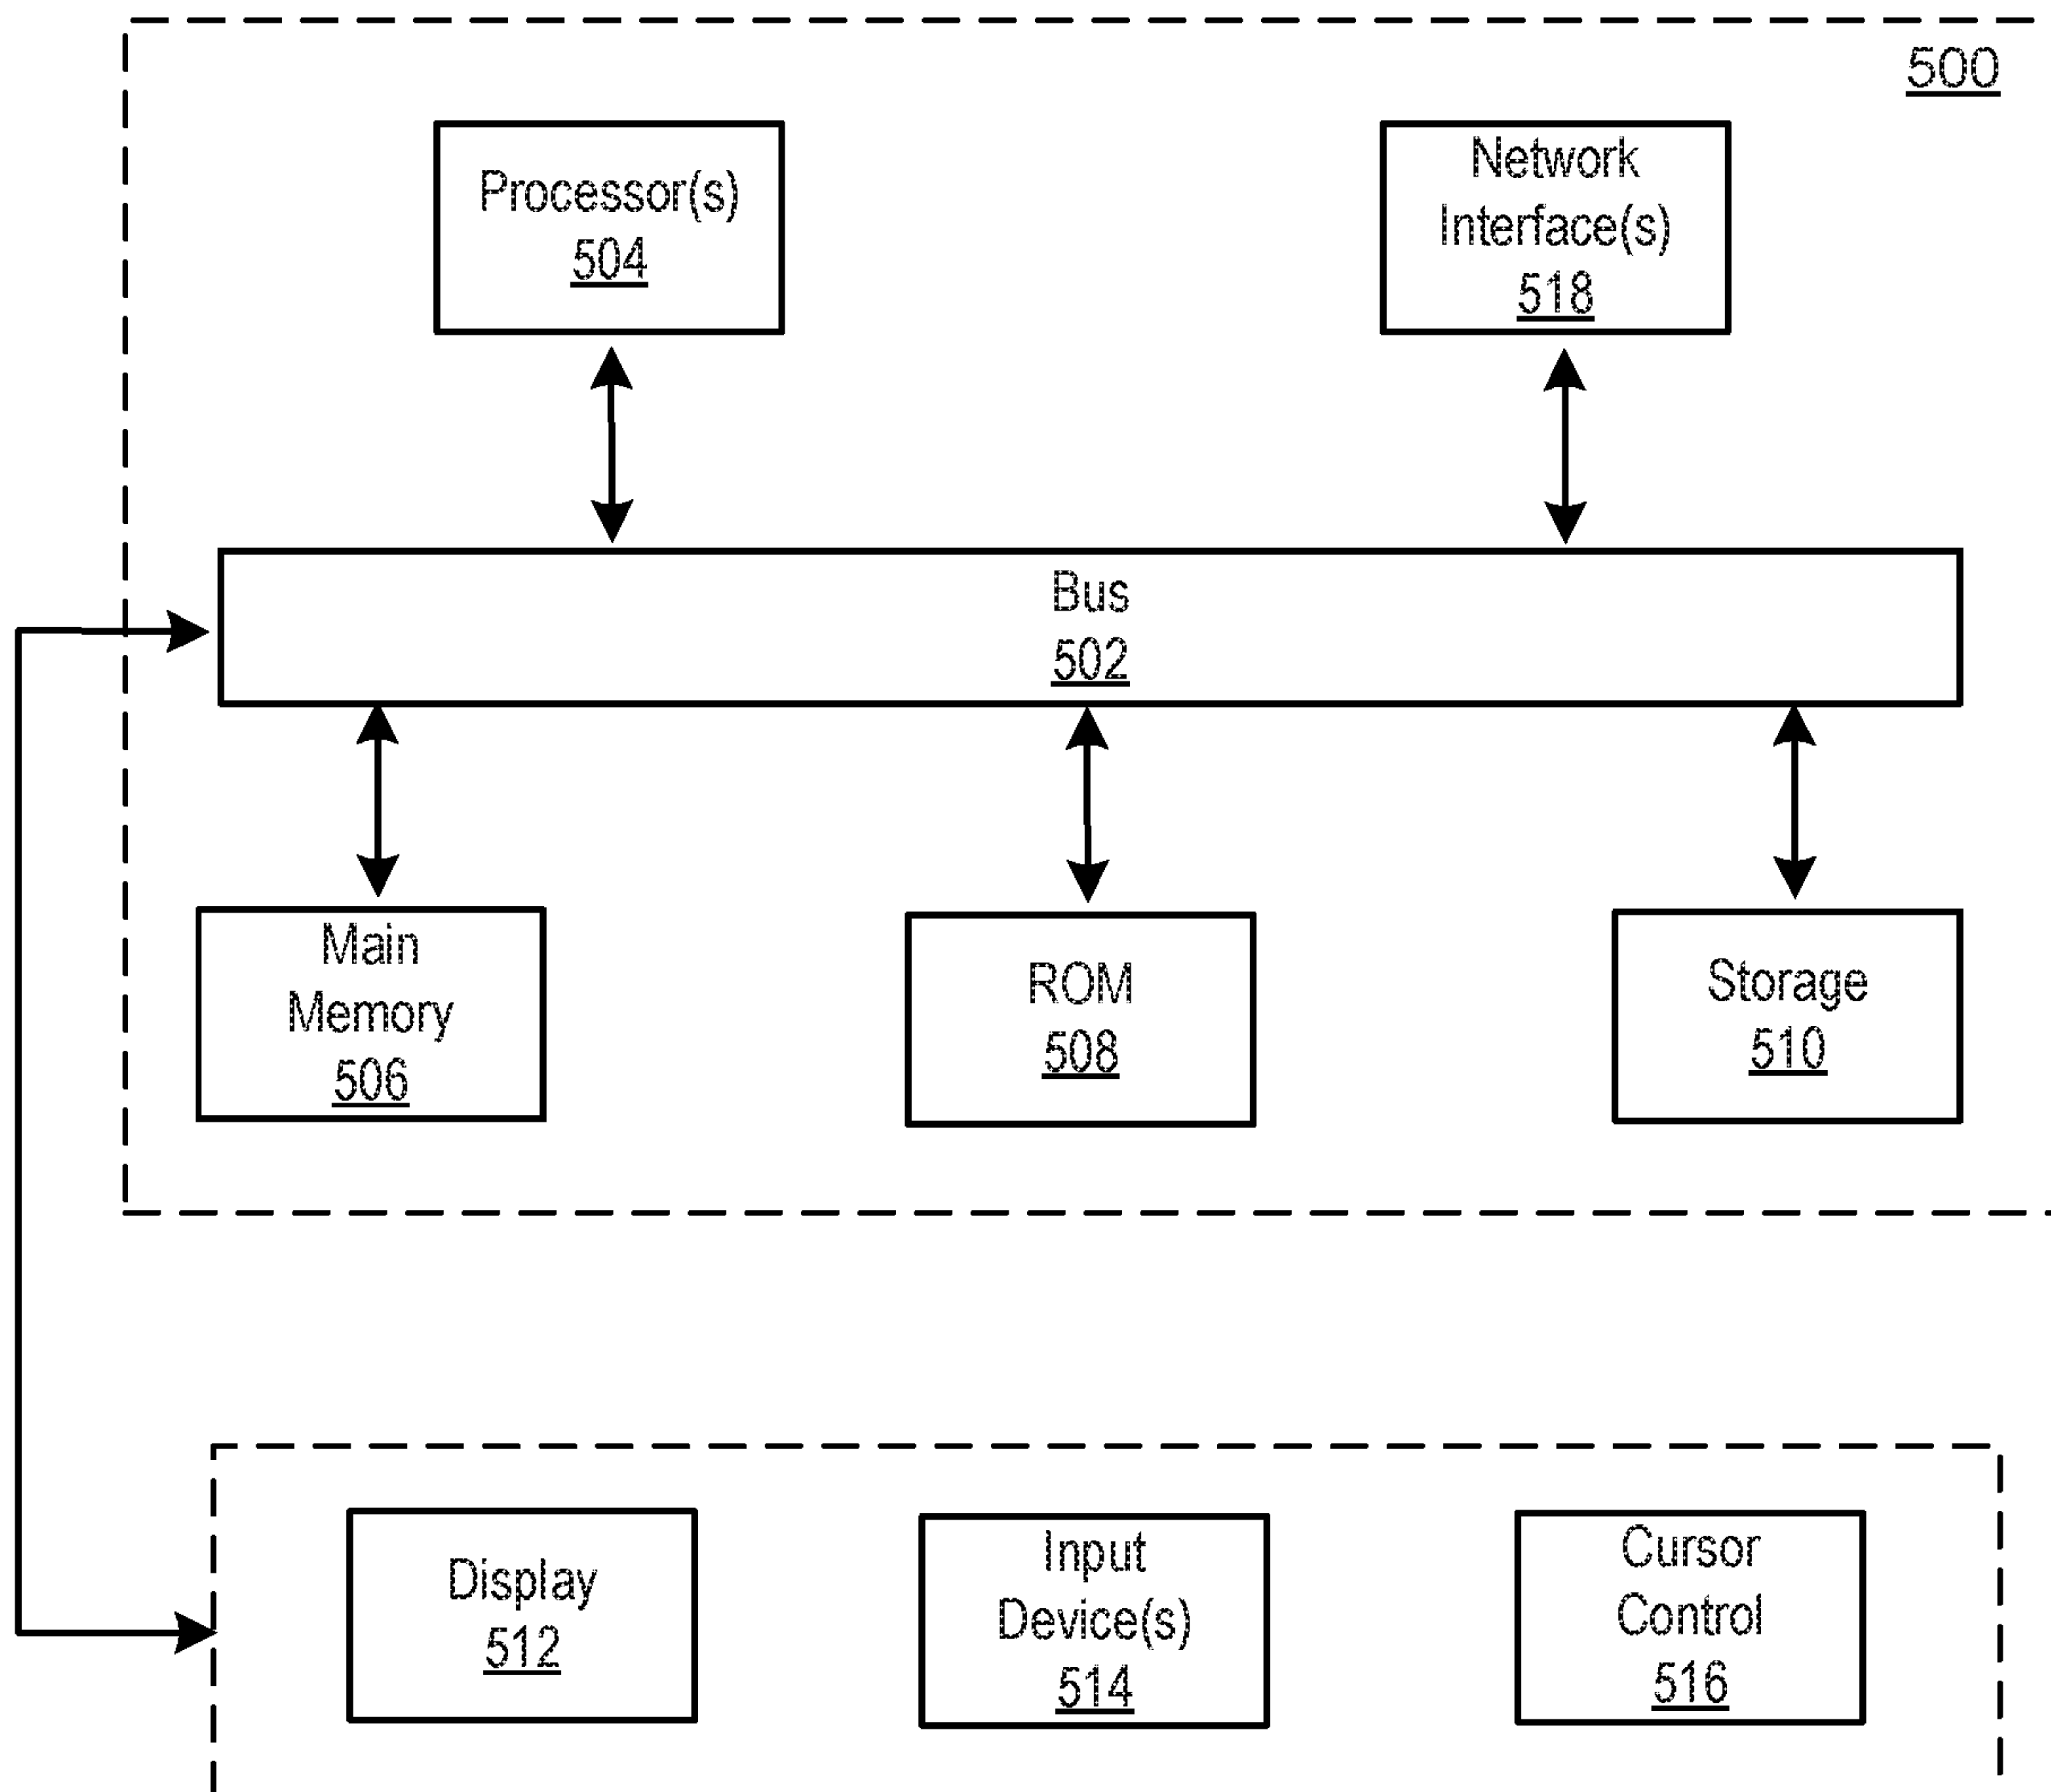 500
Processor(s)
504
Network
Interface(s)
518
Bus
502
Main
Memory
506
ROM
508
Storage
510
Display
512
Input
Device(s)
514
Cursor
Control
516